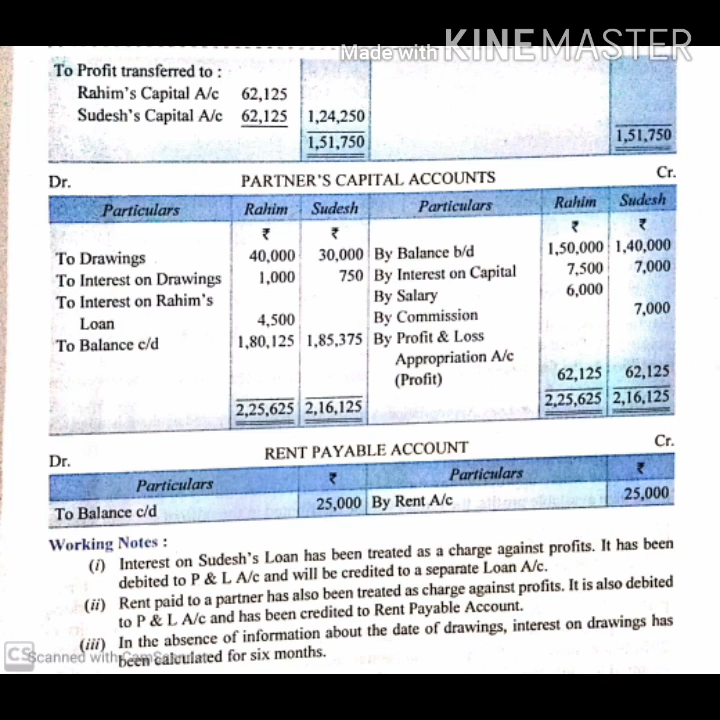 Made with KINEMASTER
To Profit transferred to :
Rahim's Capital A/c 62,125
Sudesh's Capital A/c 62,125 1,24,250
1,51,750 1,51,750
Dr. PARTNER'S CAPITAL ACCOUNTS Cr.
Particulars Rahim Sudesh Particulars Rahim Sudesh
₹ ₹ ₹ ₹
To Drawings 40,000 30,000 By Balance b/d 1,50,000 1,40,000
To Interest on Drawings 1,000 750 By Interest on Capital 7,500 7,000
To Interest on Rahim's By Salary 6,000
Loan 4,500 By Commission 7,000
To Balance c/d 1,80,125 1,85,375 By Profit & Loss
Appropriation A/c
(Profit) 62,125 62,125
2,25,625 2,16,125 2,25,625 2,16,125
Dr. RENT PAYABLE ACCOUNT Cr.
Particulars ₹ Particulars ₹
To Balance c/d 25,000 By Rent A/c 25,000
Working Notes :
(i) Interest on Sudesh's Loan has been treated as a charge against profits. It has been
debited to P & L A/c and will be credited to a separate Loan A/c.
(ii) Rent paid to a partner has also been treated as charge against profits. It is also debited
to P & L A/c and has been credited to Rent Payable Account.
(iii) In the absence of information about the date of drawings, interest on drawings has
been calculated for six months.
CS Scanned with